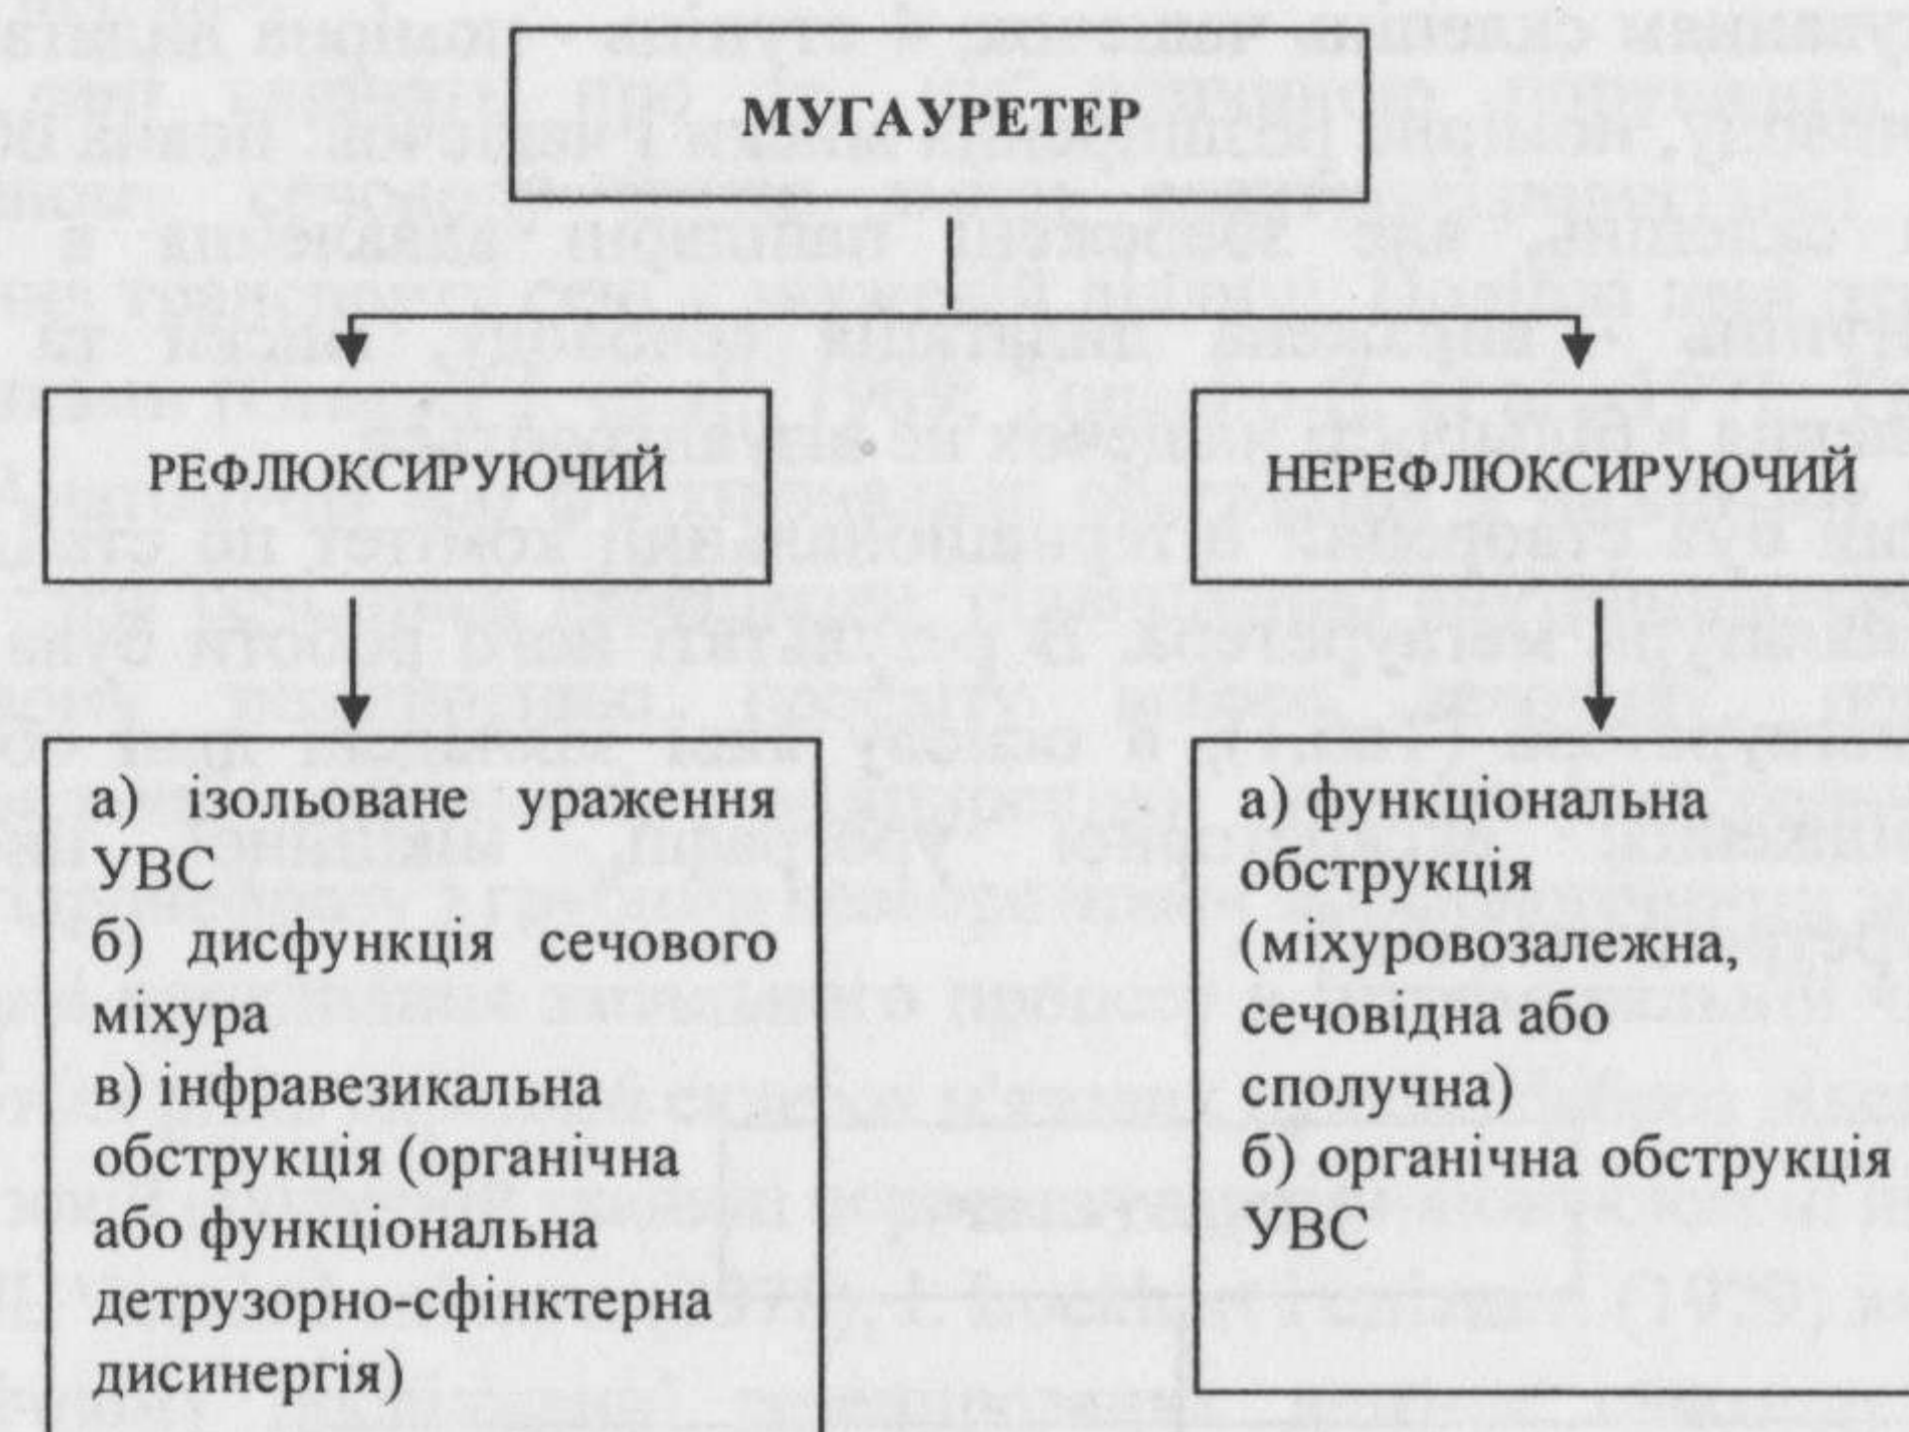 МУГАУРЕТЕР
РЕФЛЮКСИРУЮЧИЙ
НЕРЕФЛЮКСИРУЮЧИЙ
а) ізольоване ураження
УВС
б) дисфункція сечового
міхура
в) інфравезикальна
обструкція (органічна
або функціональна
детрузорно-сфінктерна
дисинергія)
а) функціональна
обструкція
(міхуровозалежна,
сечовідна або
сполучна)
б) органічна обструкція
УВС